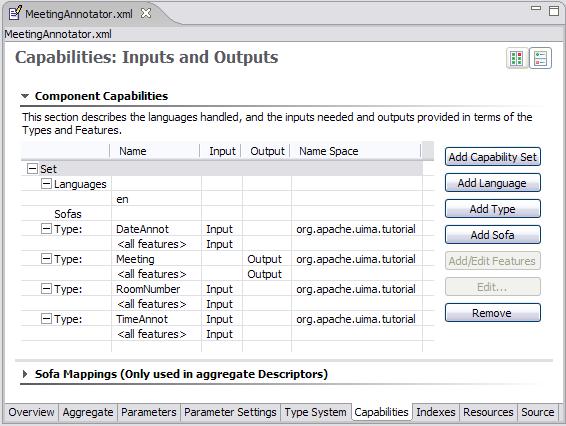 MeetingAnnotator.xml
MeetingAnnotator.xml
Capabilities: Inputs and Outputs
Component Capabilities
This section describes the languages handled, and the inputs needed and outputs provided in terms of the
Types and Features.
Name Input Output Name Space
Set
Languages
en
Sofas
Type: DateAnnot Input org.apache.uima.tutorial
<all features> Input
Type: Meeting Output org.apache.uima.tutorial
<all features> Output
Type: RoomNumber Input org.apache.uima.tutorial
<all features> Input
Type: TimeAnnot Input org.apache.uima.tutorial
<all features> Input
Add Capability Set
Add Language
Add Type
Add Sofa
Add/Edit Features
Edit...
Remove
Sofa Mappings (Only used in aggregate Descriptors)
Overview Aggregate Parameters Parameter Settings Type System Capabilities Indexes Resources Source